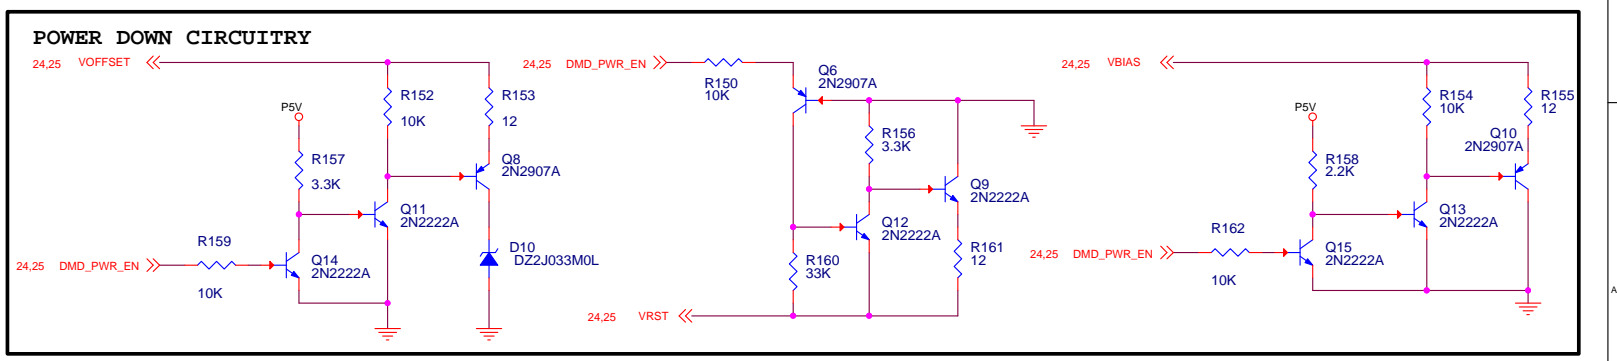 POWER DOWN CIRCUITRY
24,25 VOFFSET
R152
10K
R153
12
P5V
R157
3.3K
Q8
2N2907A
Q11
2N2222A
R159
10K
24,25 DMD_PWR_EN
Q14
2N2222A
D10
DZ2J033M0L
24,25 DMD_PWR_EN
R150
10K
Q6
2N2907A
R156
3.3K
Q9
2N2222A
Q12
2N2222A
R160
33K
R161
12
24,25 VRST
24,25 VBIAS
R154
10K
R155
12
P5V
Q10
2N2907A
R158
2.2K
Q13
2N2222A
R162
10K
24,25 DMD_PWR_EN
Q15
2N2222A
A